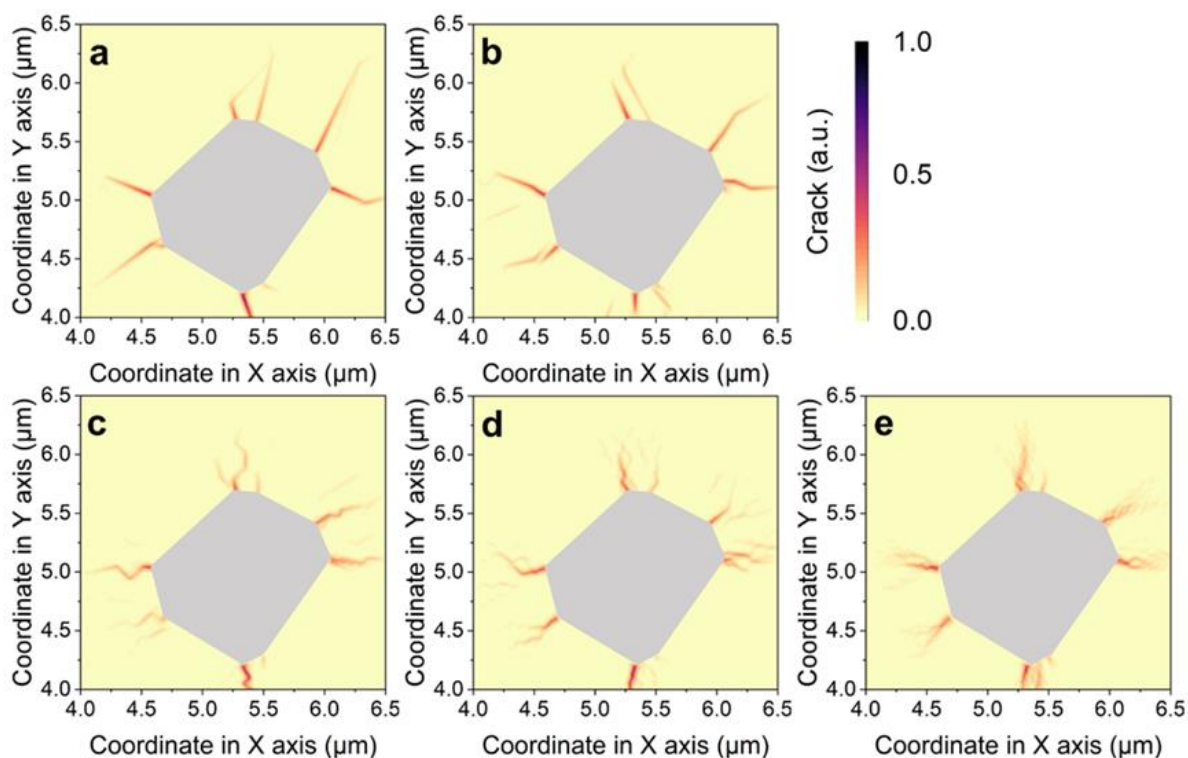 a
Coordinate in Y axis (μm)
6.5
6.0
5.5
5.0
4.5
4.0
4.0 4.5 5.0 5.5 6.0 6.5
Coordinate in X axis (μm)
b
Coordinate in Y axis (μm)
6.5
6.0
5.5
5.0
4.5
4.0
4.0 4.5 5.0 5.5 6.0 6.5
Coordinate in X axis (μm)
Crack (a.u.)
1.0
0.5
0.0
c
Coordinate in Y axis (μm)
6.5
6.0
5.5
5.0
4.5
4.0
4.0 4.5 5.0 5.5 6.0 6.5
Coordinate in X axis (μm)
d
Coordinate in Y axis (μm)
6.5
6.0
5.5
5.0
4.5
4.0
4.0 4.5 5.0 5.5 6.0 6.5
Coordinate in X axis (μm)
e
Coordinate in Y axis (μm)
6.5
6.0
5.5
5.0
4.5
4.0
4.0 4.5 5.0 5.5 6.0 6.5
Coordinate in X axis (μm)